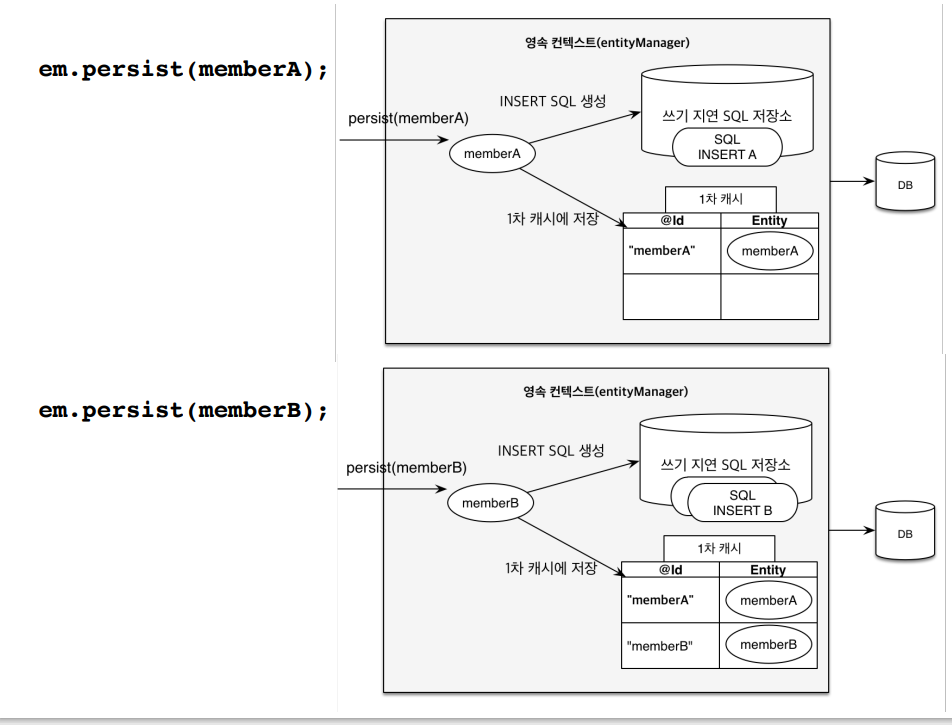 em.persist(memberA);
영속 컨텍스트(entityManager)
INSERT SQL 생성
persist(memberA)
쓰기 지연 SQL 저장소
memberA
SQL
INSERT A
DB
1차 캐시
1차 캐시에 저장
@Id Entity
"memberA" memberA
em.persist(memberB);
영속 컨텍스트(entityManager)
INSERT SQL 생성
persist(memberB)
쓰기 지연 SQL 저장소
memberB
SQL
INSERT B
DB
1차 캐시
1차 캐시에 저장
@Id Entity
"memberA" memberA
"memberB" memberB